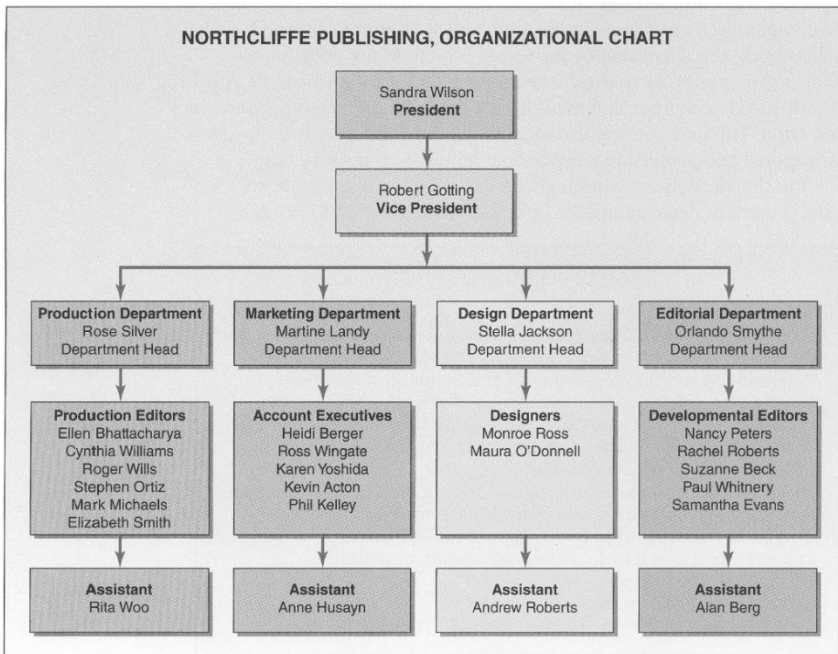 NORTHCLIFFE PUBLISHING, ORGANIZATIONAL CHART
Sandra Wilson
President
Robert Gotting
Vice President
Production Department
Rose Silver
Department Head
Marketing Department
Martine Landy
Department Head
Design Department
Stella Jackson
Department Head
Editorial Department
Orlando Smythe
Department Head
Production Editors
Ellen Bhattacharya
Cynthia Williams
Roger Wills
Stephen Ortiz
Mark Michaels
Elizabeth Smith
Account Executives
Heidi Berger
Ross Wingate
Karen Yoshida
Kevin Acton
Phil Kelley
Designers
Monroe Ross
Maura O'Donnell
Developmental Editors
Nancy Peters
Rachel Roberts
Suzanne Beck
Paul Whitnery
Samantha Evans
Assistant
Rita Woo
Assistant
Anne Husayn
Assistant
Andrew Roberts
Assistant
Alan Berg